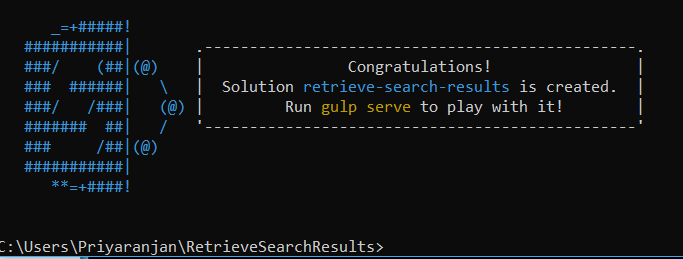 _=+#####!
###########|
###/    (##|(@)
###  ######|   \
###/   /###|   (@)
#######  ##|   /
###     /##|(@)
###########|
**=+####!
Congratulations!
Solution retrieve-search-results is created.
Run gulp serve to play with it!
C:\Users\Priyaranjan\RetrieveSearchResults>